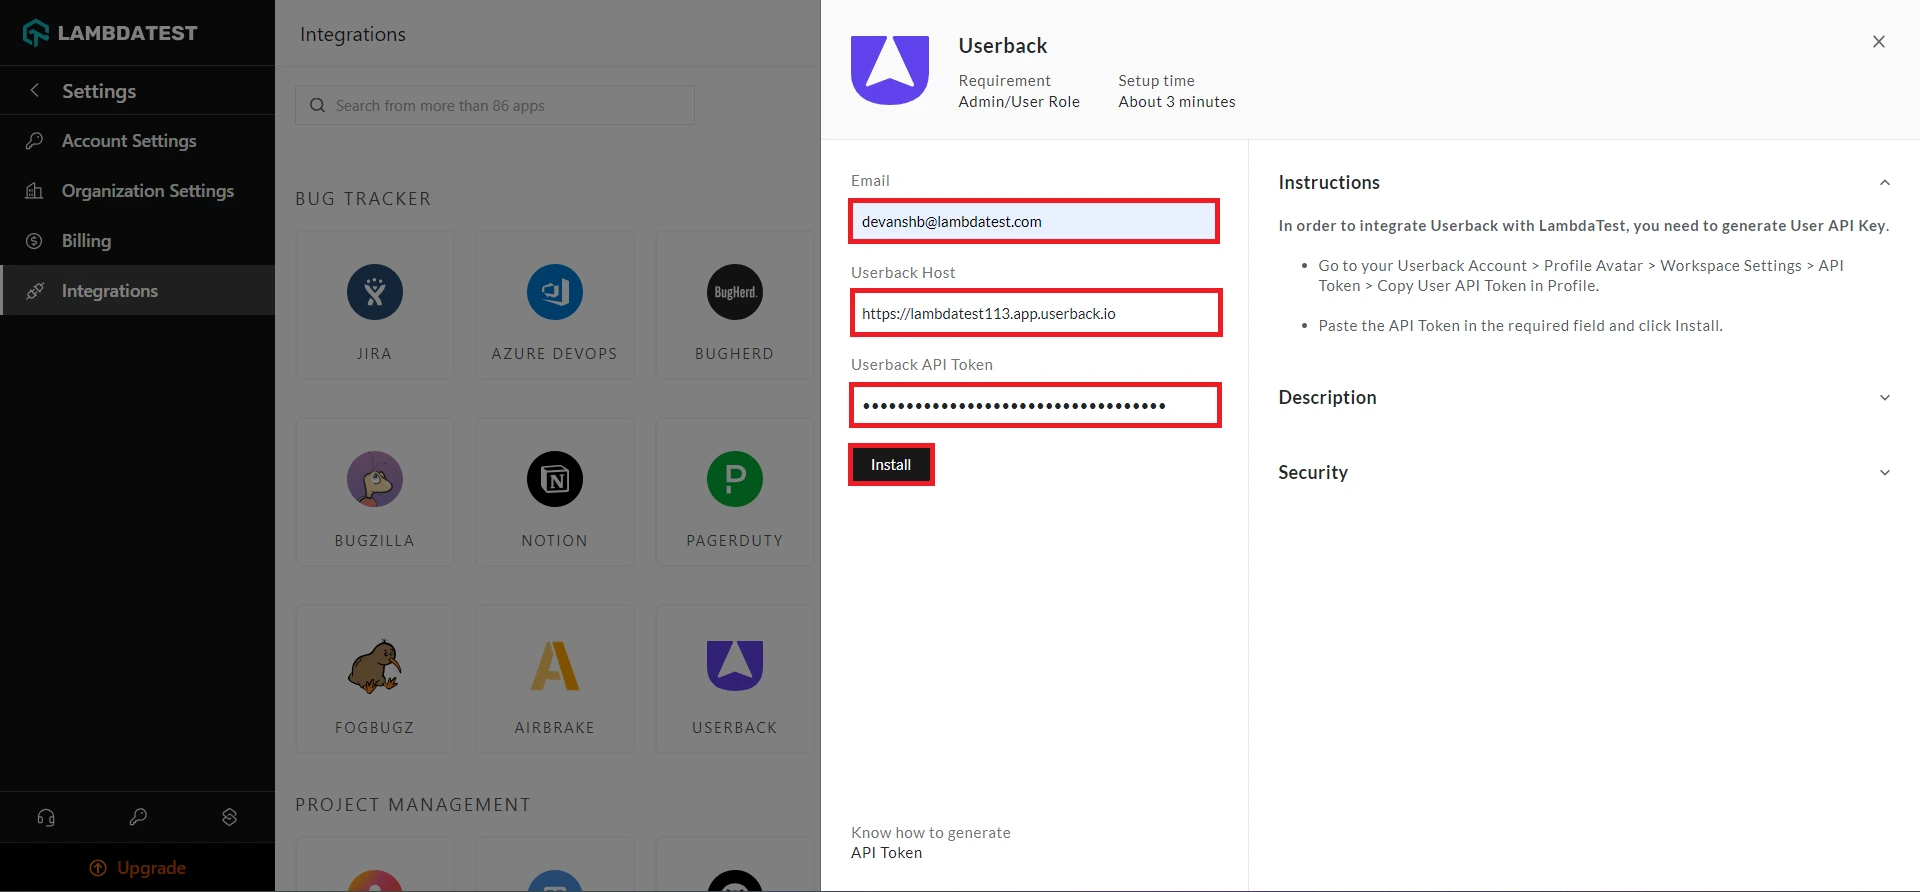 LAMBDATEST
Settings
Account Settings
Organization Settings
Billing
Integrations
Upgrade
Integrations
Search from more than 86 apps
BUG TRACKER
JIRA
AZURE DEVOPS
BugHerd.
BUGHERD
BUGZILLA
NOTION
PAGERDUTY
FOGBUGZ
AIRBRAKE
USERBACK
PROJECT MANAGEMENT
Userback
Requirement
Admin/User Role
Setup time
About 3 minutes
Email
devanshb@lambdatest.com
Userback Host
https://lambdatest113.app.userback.io
Userback API Token
••••••••••••••••••••••••••••••••••
Install
Know how to generate
API Token
Instructions
In order to integrate Userback with LambdaTest, you need to generate User API Key.
• Go to your Userback Account > Profile Avatar > Workspace Settings > API
Token > Copy User API Token in Profile.
• Paste the API Token in the required field and click Install.
Description
Security